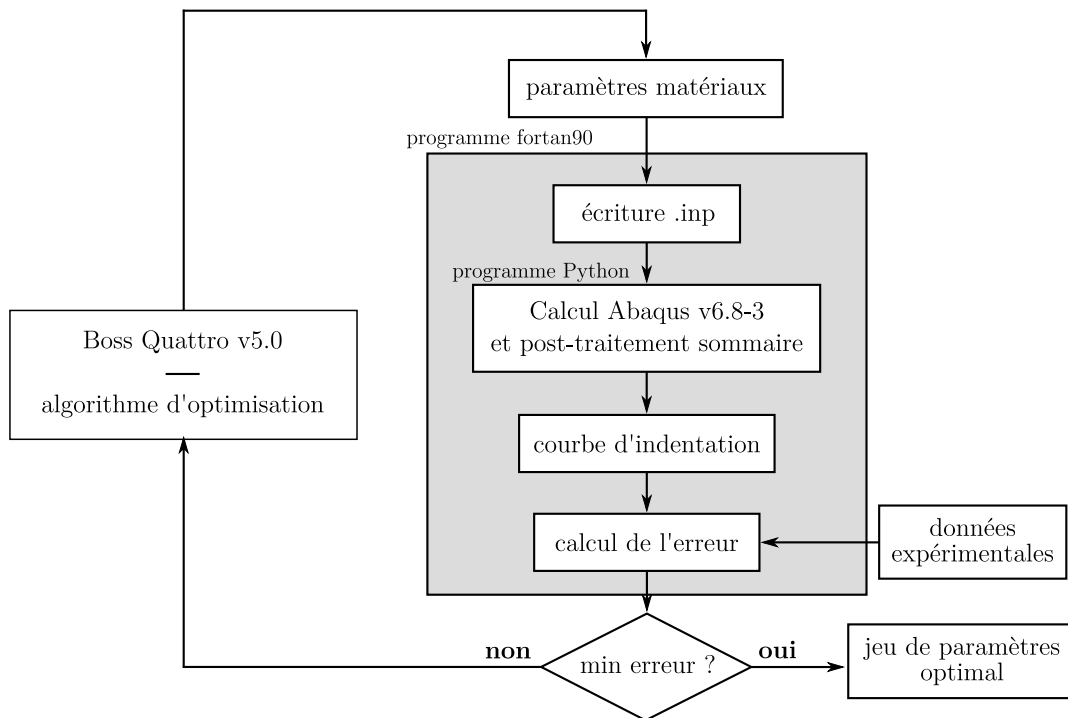 paramètres matériaux
programme fortan90
écriture .inp
programme Python
Calcul Abaqus v6.8-3
et post-traitement sommaire
Boss Quattro v5.0
algorithme d'optimisation
courbe d'indentation
calcul de l'erreur
données
expérimentales
non
min erreur ?
oui
jeu de paramètres
optimal